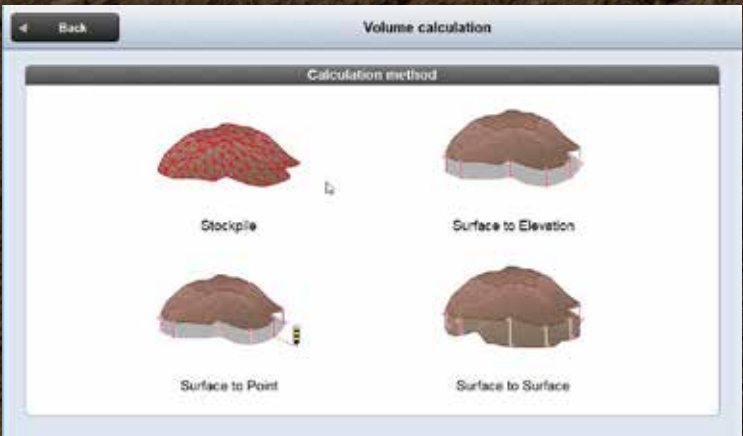 Back
Volume calculation
Calculation method
Stockpile
Surface to Elevation
Surface to Point
Surface to Surface